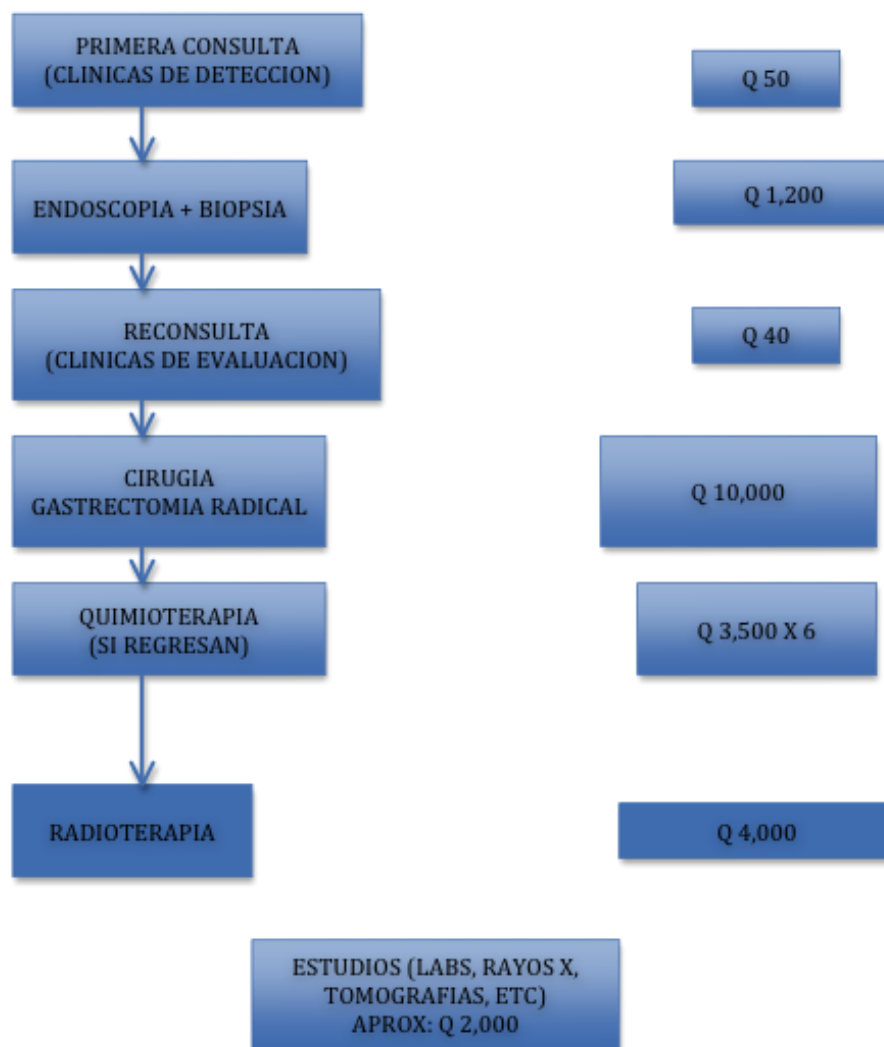 PRIMERA CONSULTA
(CLINICAS DE DETECCION)
Q 50
ENDOSCOPIA + BIOPSIA
Q 1,200
RECONSULTA
(CLINICAS DE EVALUACION)
Q 40
CIRUGIA
GASTRECTOMIA RADICAL
Q 10,000
QUIMIOTERAPIA
(SI REGRESAN)
Q 3,500 X 6
RADIOTERAPIA
Q 4,000
ESTUDIOS (LABS, RAYOS X,
TOMOGRAFIAS, ETC)
APROX: Q 2,000